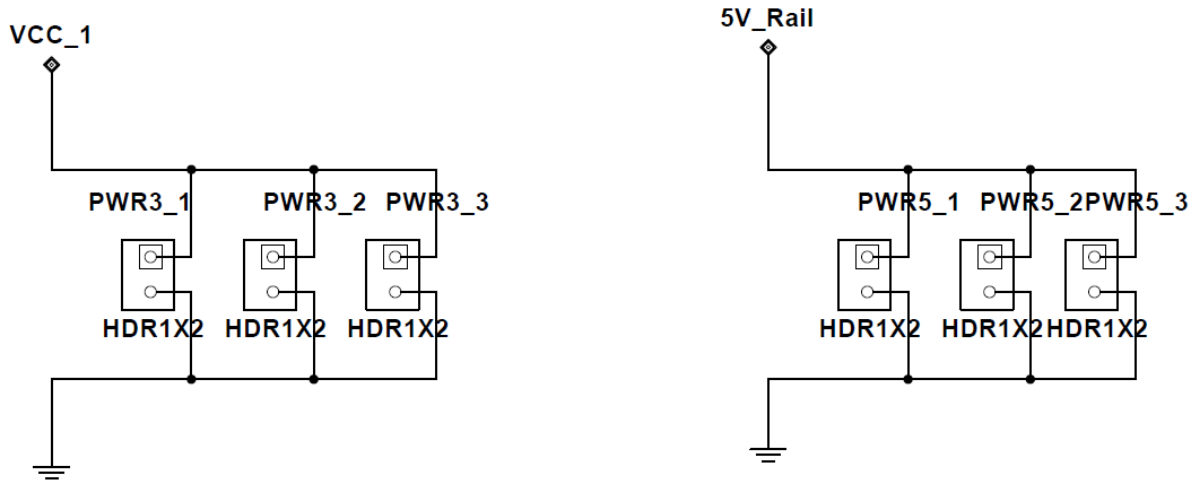 VCC_1
5V_Rail
PWR3_1 PWR3_2 PWR3_3
PWR5_1 PWR5_2PWR5_3
HDR1X2 HDR1X2 HDR1X2
HDR1X2 HDR1X2 HDR1X2